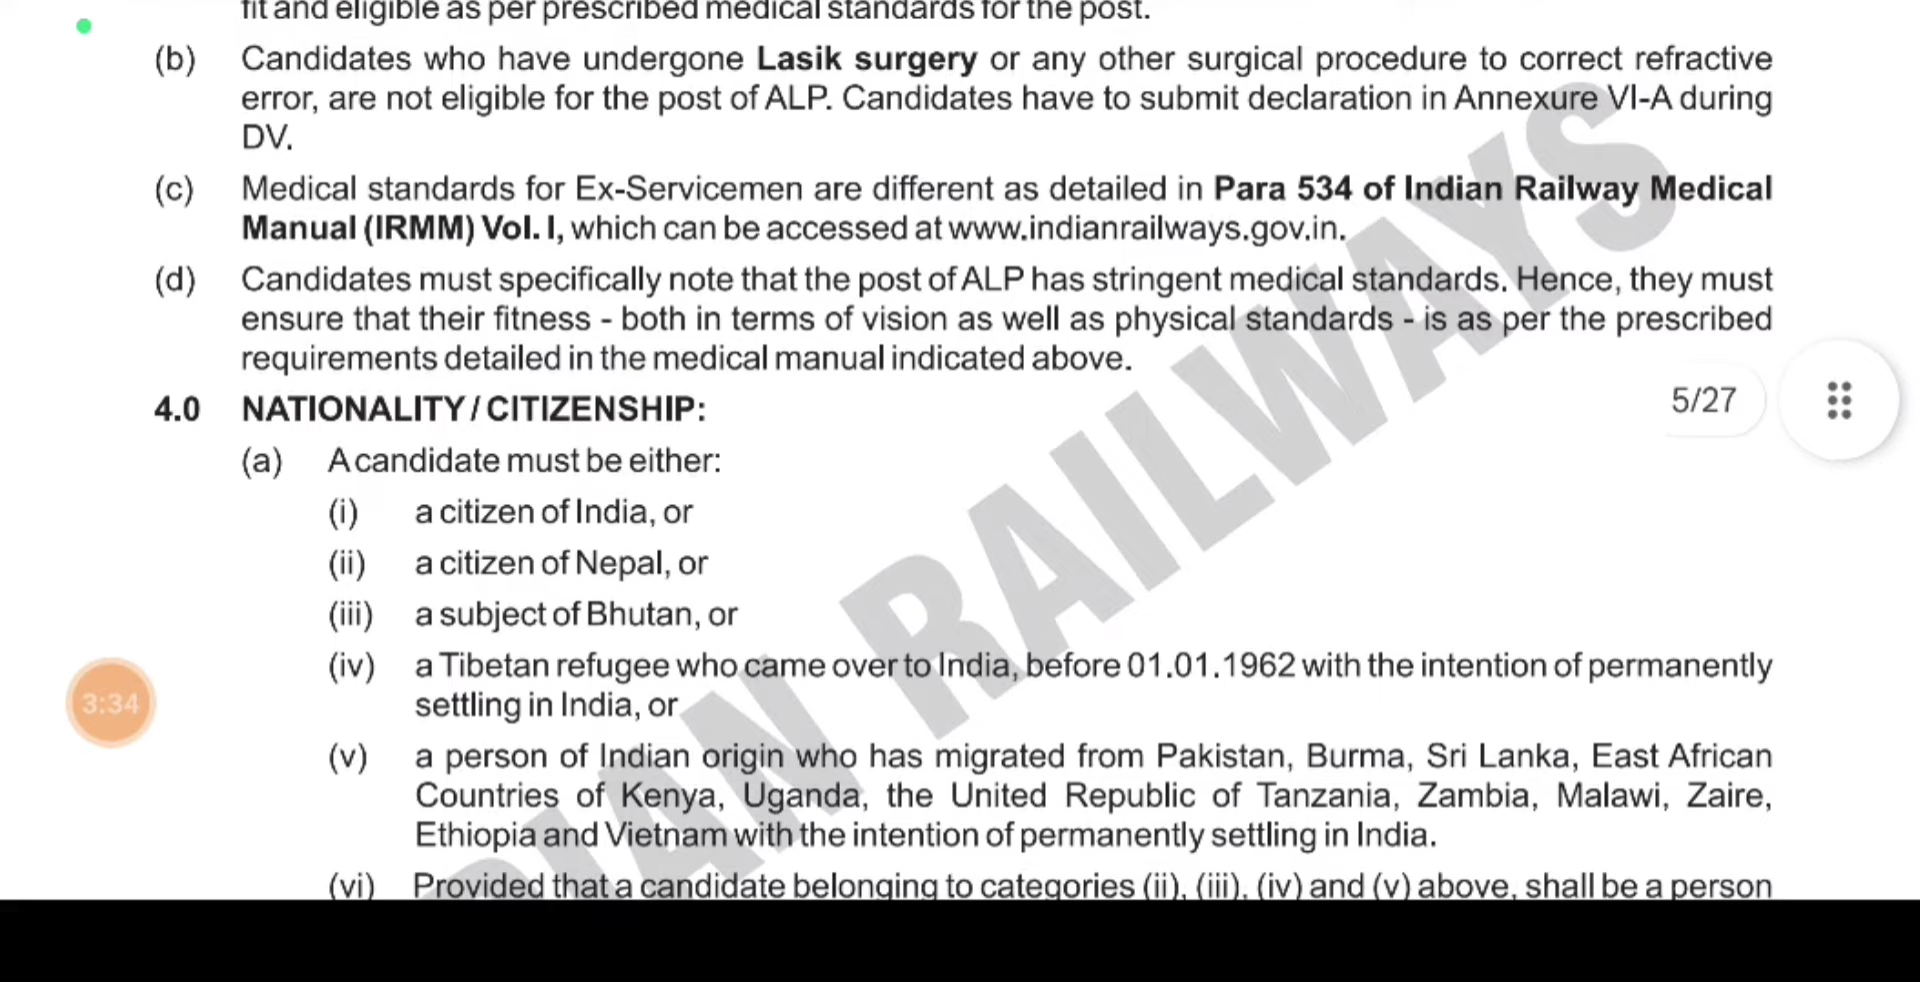 fit and eligible as per prescribed medical standards for the post.
(b) Candidates who have undergone Lasik surgery or any other surgical procedure to correct refractive
error, are not eligible for the post of ALP. Candidates have to submit declaration in Annexure VI-A during
DV.
(c) Medical standards for Ex-Servicemen are different as detailed in Para 534 of Indian Railway Medical
Manual (IRMM) Vol. I, which can be accessed at www.indianrailways.gov.in.
(d) Candidates must specifically note that the post of ALP has stringent medical standards. Hence, they must
ensure that their fitness - both in terms of vision as well as physical standards - is as per the prescribed
requirements detailed in the medical manual indicated above.
4.0 NATIONALITY / CITIZENSHIP:
5/27
(a) A candidate must be either:
(i) a citizen of India, or
(ii) a citizen of Nepal, or
(iii) a subject of Bhutan, or
(iv) a Tibetan refugee who came over to India, before 01.01.1962 with the intention of permanently
settling in India, or
3:34
(v) a person of Indian origin who has migrated from Pakistan, Burma, Sri Lanka, East African
Countries of Kenya, Uganda, the United Republic of Tanzania, Zambia, Malawi, Zaire,
Ethiopia and Vietnam with the intention of permanently settling in India.
(vi) Provided that a candidate belonging to categories (ii), (iii), (iv) and (v) above, shall be a person
DIAN RAILWAYS